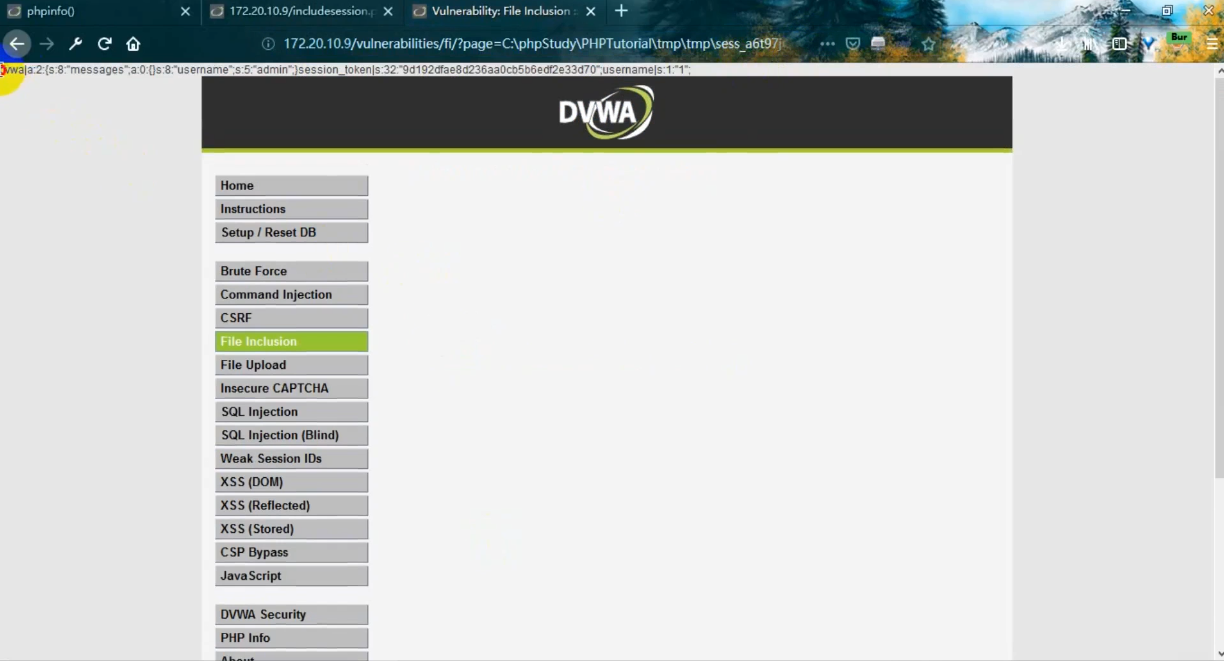 phpinfo()
172.20.10.9/includesession.p
Vulnerability: File Inclusion :
172.20.10.9/vulnerabilities/fi/?page=C:\phpStudy\PHPTutorial\tmp\tmp\sess_a6t97j
Bur
dvwa|a:2:{s:8:"messages";a:0:{}s:8:"username";s:5:"admin";}session_token|s:32:"9d192dfae8d236aa0cb5b6edf2e33d70";username|s:1:"1";
DVWA
Home
Instructions
Setup / Reset DB
Brute Force
Command Injection
CSRF
File Inclusion
File Upload
Insecure CAPTCHA
SQL Injection
SQL Injection (Blind)
Weak Session IDs
XSS (DOM)
XSS (Reflected)
XSS (Stored)
CSP Bypass
JavaScript
DVWA Security
PHP Info
About